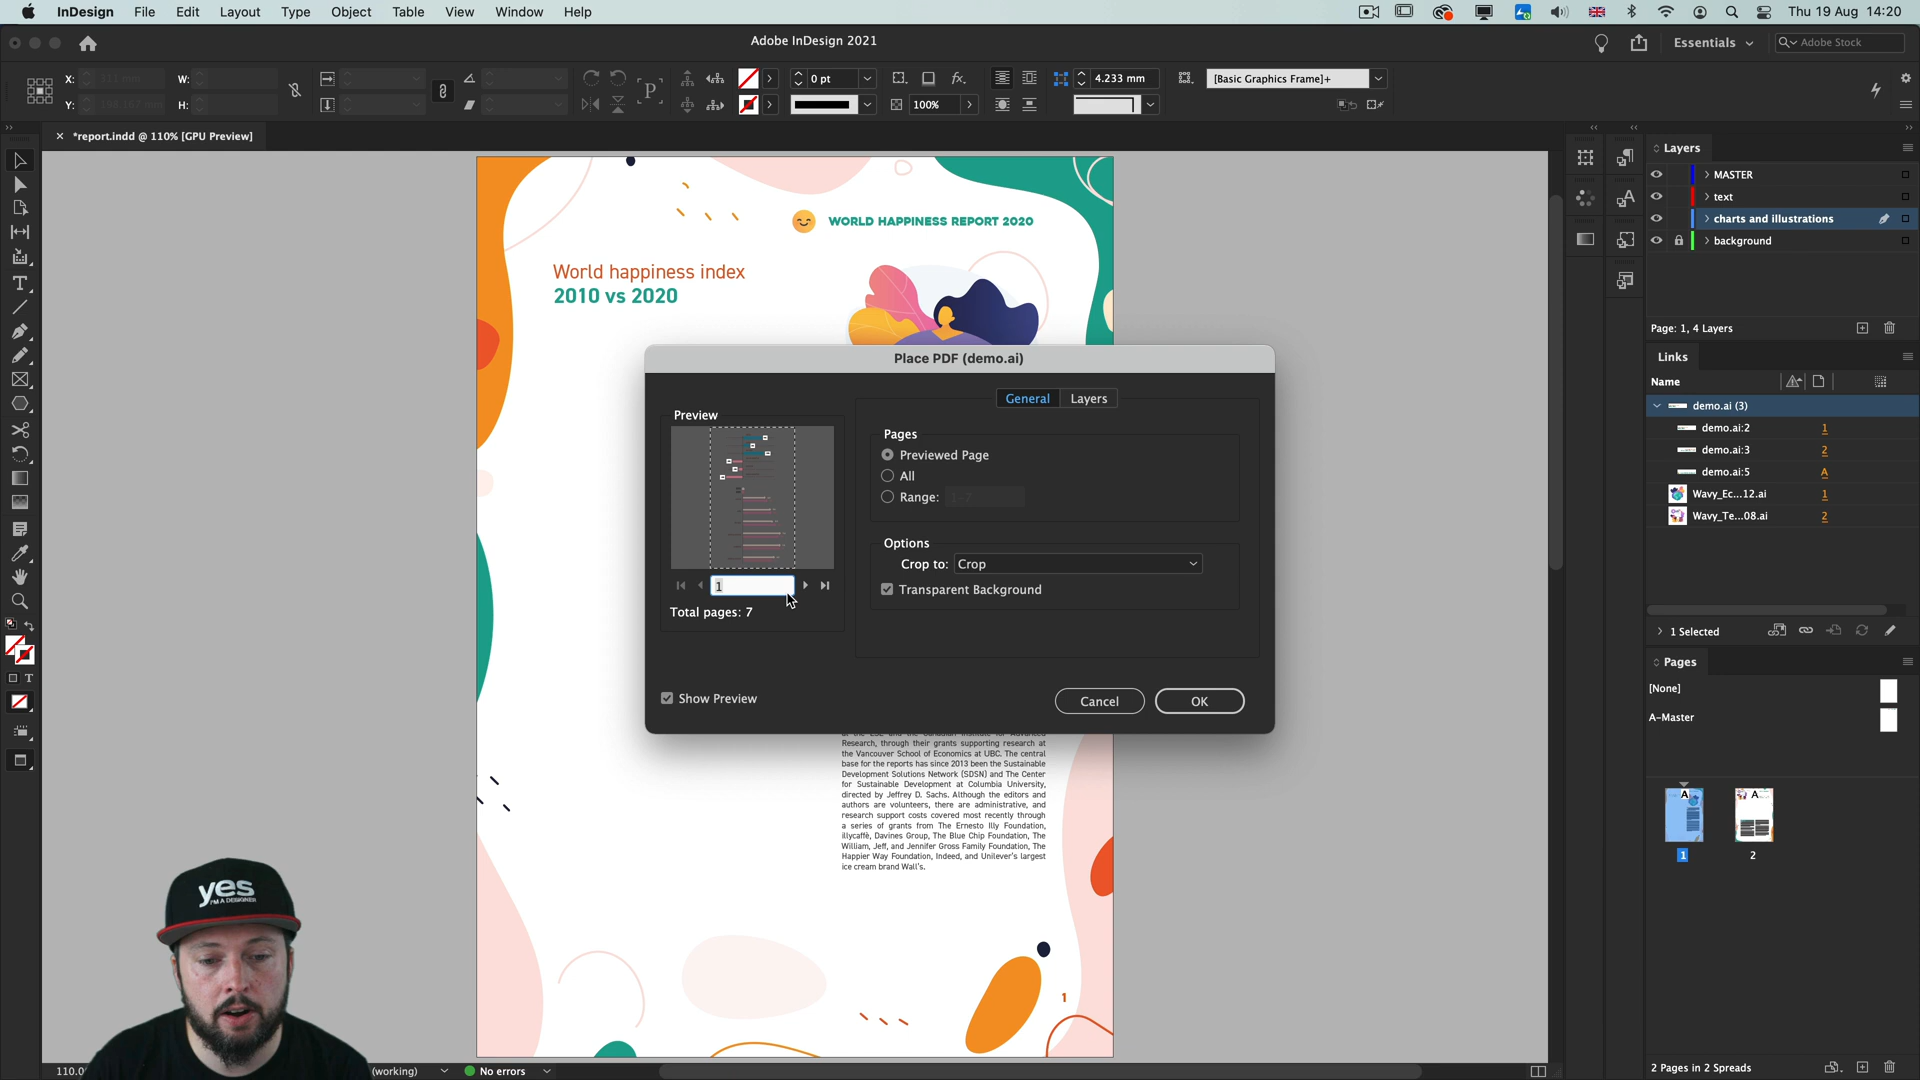 InDesign File Edit Layout Type Object Table View Window Help
Thu 19 Aug 14:20
Adobe InDesign 2021
Essentials
Adobe Stock
X:
W:
0 pt
fx.
4.233 mm
[Basic Graphics Frame]+
Y:
H:
100%
× *report.indd @ 110% [GPU Preview]
WORLD HAPPINESS REPORT 2020
World happiness index
2010 vs 2020
Place PDF (demo.ai)
General
Layers
Preview
1
Total pages: 7
Pages
Previewed Page
All
Range:
1-7
Options
Crop to: Crop
Transparent Background
Show Preview
Cancel
OK
Research, through their grants supporting research at
the Vancouver School of Economics at UBC. The central
base for the reports has since 2013 been the Sustainable
Development Solutions Network (SDSN) and The Center
for Sustainable Development at Columbia University,
directed by Jeffrey D. Sachs. Although the editors and
authors are volunteers, there are administrative, and
research support costs covered most recently through
a series of grants from The Ernesto Illy Foundation,
illycaffè, Davines Group, The Blue Chip Foundation, The
William, Jeff, and Jennifer Gross Family Foundation, The
Happier Way Foundation, Indeed, and Unilever's largest
ice cream brand Wall's.
1
Layers
MASTER
text
charts and illustrations
background
Page: 1, 4 Layers
Links
Name
demo.ai (3)
demo.ai:2 1
demo.ai:3 2
demo.ai:5 A
Wavy_Ec...12.ai 1
Wavy_Te...08.ai 2
1 Selected
Pages
[None]
A-Master
A
A
1
2
2 Pages in 2 Spreads
yes
I'M A DESIGNER
110.0
(working)
No errors